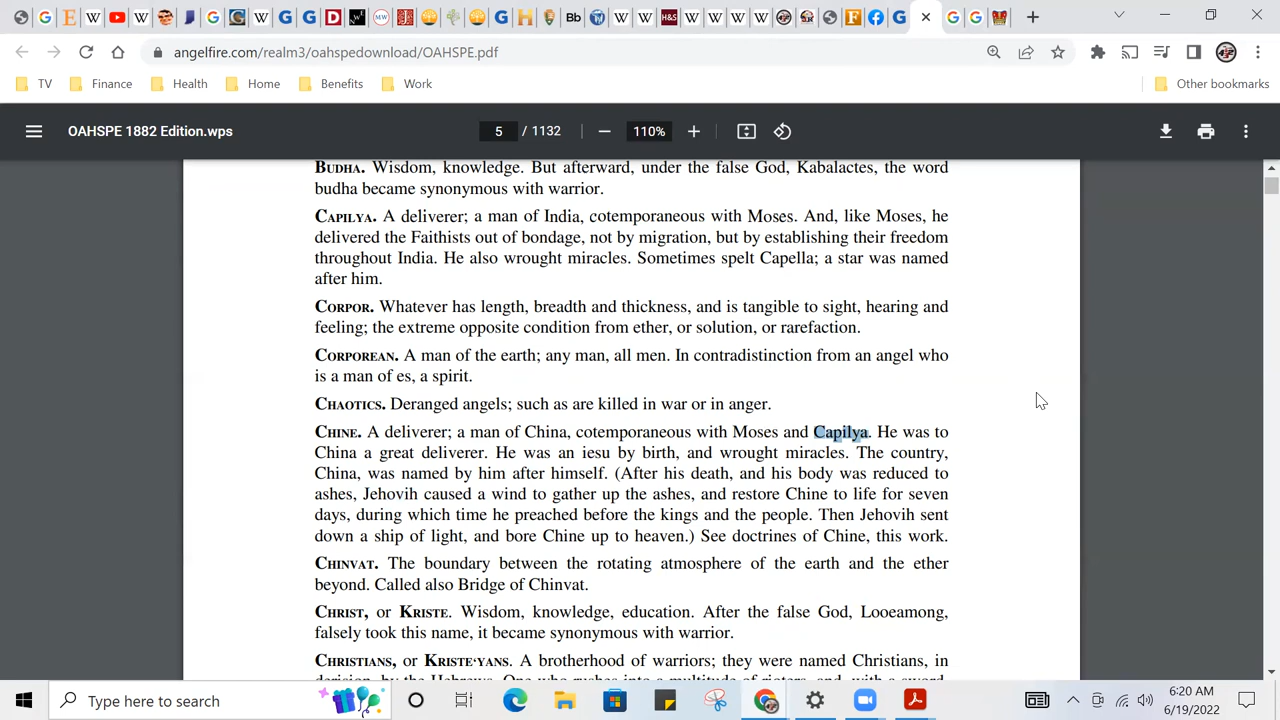 angelfire.com/realm3/oahspedownload/OAHSPE.pdf
TV Finance Health Home Benefits Work Other bookmarks
OAHSPE 1882 Edition.wps 5 / 1132 110%
BUDHA. Wisdom, knowledge. But afterward, under the false God, Kabalactes, the word
budha became synonymous with warrior.
CAPILYA. A deliverer; a man of India, cotemporaneous with Moses. And, like Moses, he
delivered the Faithists out of bondage, not by migration, but by establishing their freedom
throughout India. He also wrought miracles. Sometimes spelt Capella; a star was named
after him.
CORPOR. Whatever has length, breadth and thickness, and is tangible to sight, hearing and
feeling; the extreme opposite condition from ether, or solution, or rarefaction.
CORPOREAN. A man of the earth; any man, all men. In contradistinction from an angel who
is a man of es, a spirit.
CHAOTICS. Deranged angels; such as are killed in war or in anger.
CHINE. A deliverer; a man of China, cotemporaneous with Moses and Capilya. He was to
China a great deliverer. He was an iesu by birth, and wrought miracles. The country,
China, was named by him after himself. (After his death, and his body was reduced to
ashes, Jehovih caused a wind to gather up the ashes, and restore Chine to life for seven
days, during which time he preached before the kings and the people. Then Jehovih sent
down a ship of light, and bore Chine up to heaven.) See doctrines of Chine, this work.
CHINVAT. The boundary between the rotating atmosphere of the earth and the ether
beyond. Called also Bridge of Chinvat.
CHRIST, or KRISTE. Wisdom, knowledge, education. After the false God, Looeamong,
falsely took this name, it became synonymous with warrior.
CHRISTIANS, or KRISTE'YANS. A brotherhood of warriors; they were named Christians, in
derision, by the Hebrews. One who rushes into a multitude of rioters, and, with a sword,
Type here to search
6:20 AM
6/19/2022